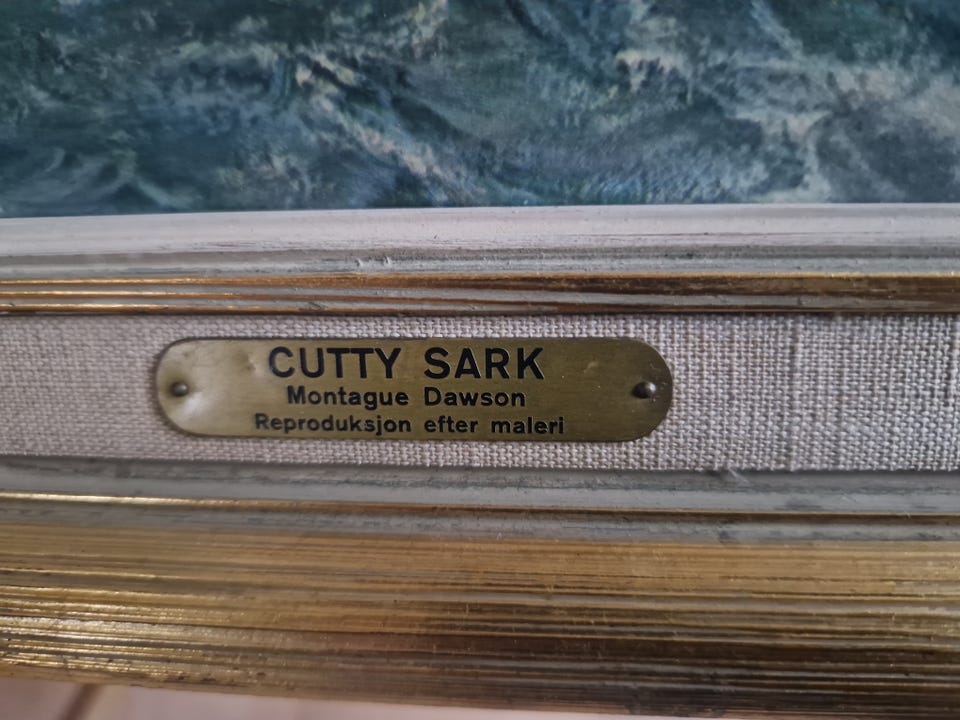 CUTTY SARK
Montague Dawson
Reproduksjon efter maleri